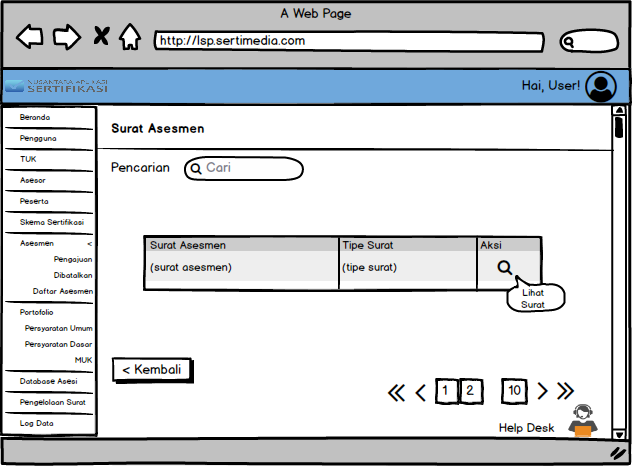 A Web Page
http://lsp.sertimedia.com
NUSANTARA APLIKASI
SERTIFIKASI
Hai, User!
Beranda
Pengguna
TUK
Asesor
Peserta
Skema Sertifikasi
Asesmen <
Pengajuan
Dibatalkan
Daftar Asesmen
Portofolio
Persyaratan Umum
Persyaratan Dasar
MUK
Database Asesi
Pengelolaan Surat
Log Data
Surat Asesmen
Pencarian Cari
Surat Asesmen Tipe Surat Aksi
(surat asesmen) (tipe surat)
Lihat
Surat
< Kembali
1 2 10
Help Desk